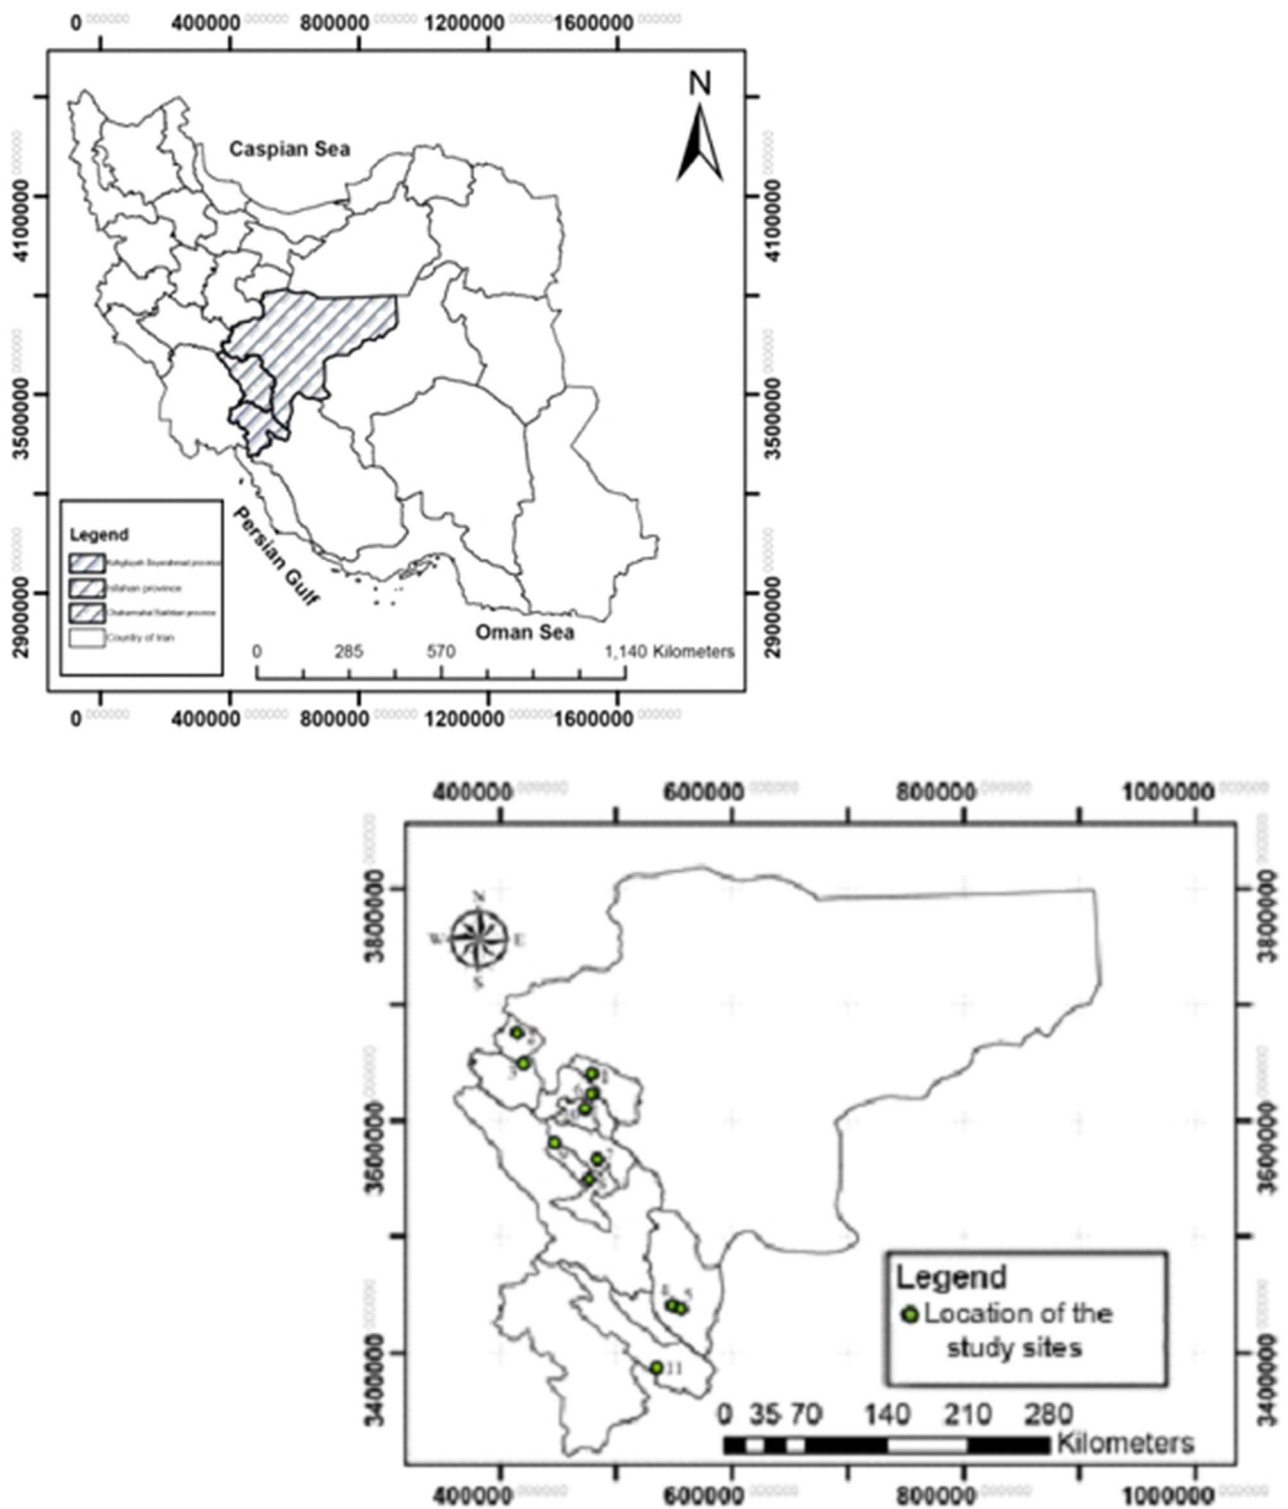 0 400000 800000 1200000 1600000
N
Caspian Sea
4100000 4100000
3500000 3500000
2900000 2900000
Persian Gulf
Oman Sea
Legend
province
Isfahan province
province
Country of Iran
0 285 570 1,140 Kilometers
0 400000 800000 1200000 1600000
400000 600000 800000 1000000
3800000 3800000
N
W E
S
3600000 3600000
3400000 3400000
11
Legend
Location of the
study sites
0 35 70 140 210 280
Kilometers
400000 600000 800000 1000000